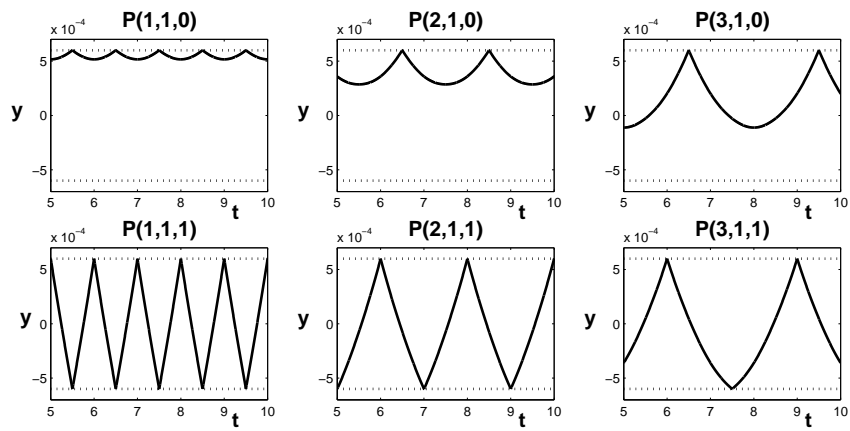 P(1,1,0) P(2,1,0) P(3,1,0)
x 10⁻⁴ x 10⁻⁴ x 10⁻⁴
5 5 5
y y y
0 0 0
−5 −5 −5
5 6 7 8 9 10 5 6 7 8 9 10 5 6 7 8 9 10
t t t
P(1,1,1) P(2,1,1) P(3,1,1)
x 10⁻⁴ x 10⁻⁴ x 10⁻⁴
5 5 5
y y y
0 0 0
−5 −5 −5
5 6 7 8 9 10 5 6 7 8 9 10 5 6 7 8 9 10
t t t